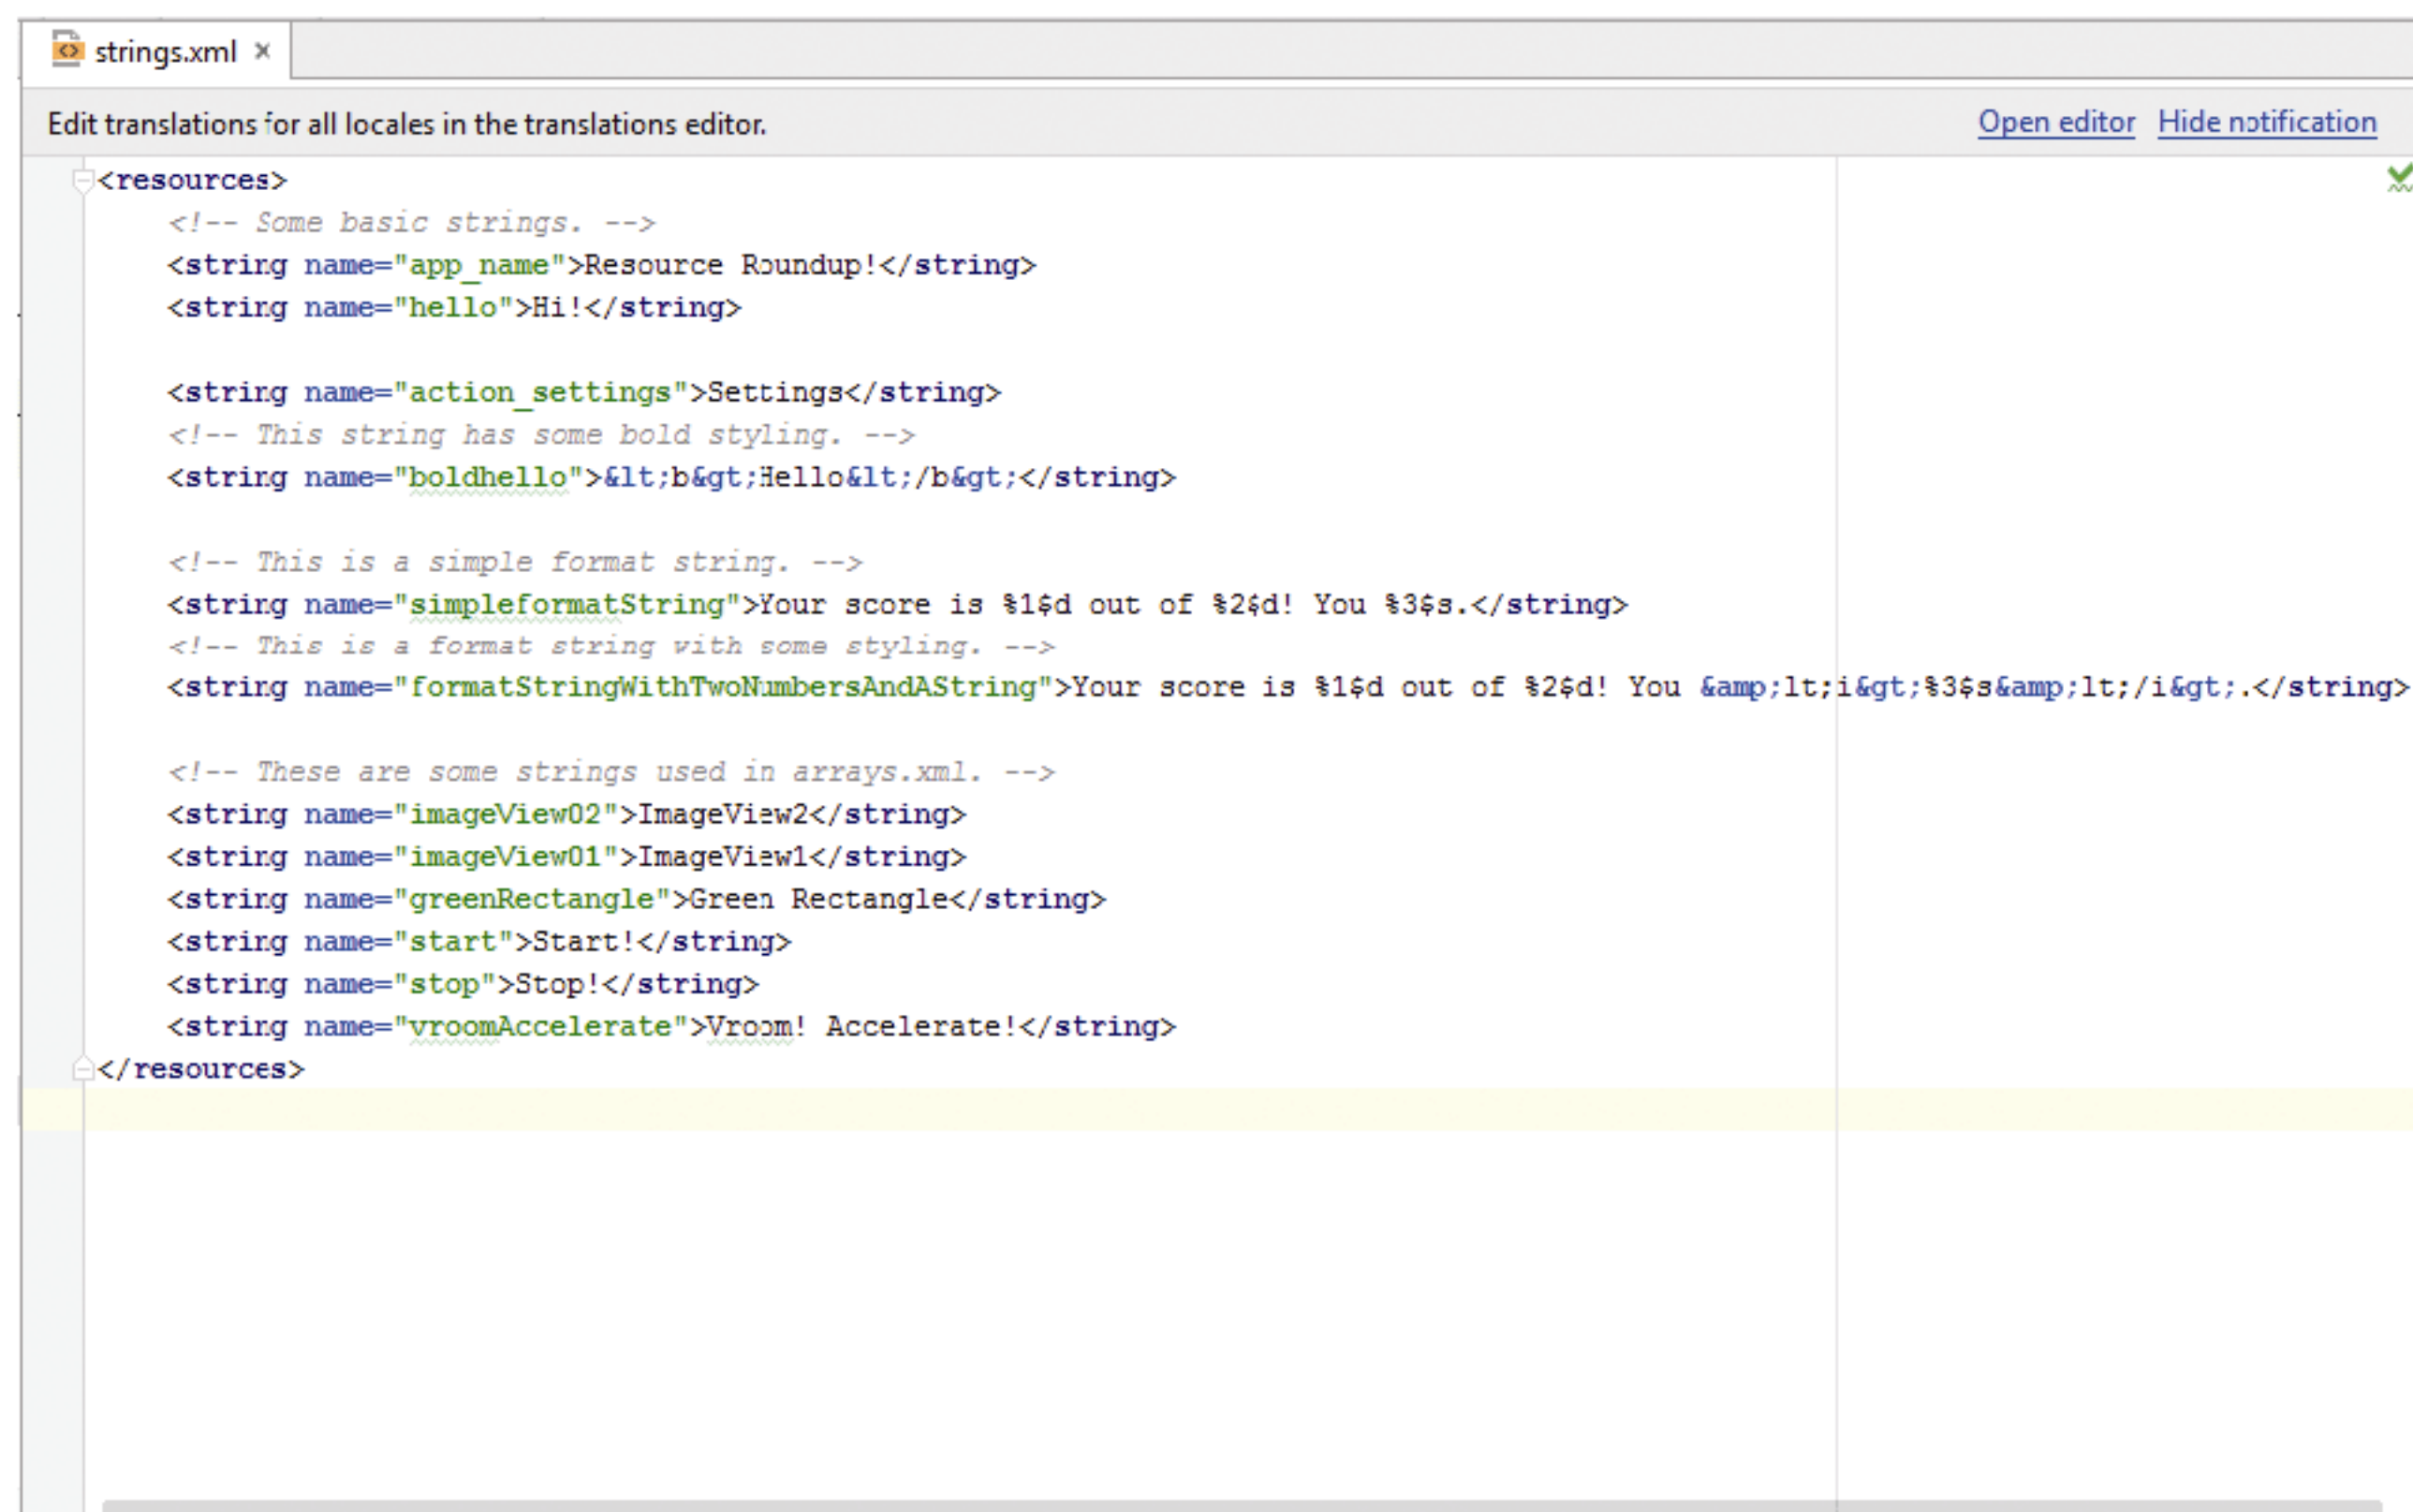 strings.xml
Edit translations for all locales in the translations editor. Open editor Hide notification
<resources>
<!-- Some basic strings. -->
<string name="app_name">Resource Roundup!</string>
<string name="hello">Hi!</string>
<string name="action_settings">Settings</string>
<!-- This string has some bold styling. -->
<string name="boldhello">&lt;b&gt;Hello&lt;/b&gt;</string>
<!-- This is a simple format string. -->
<string name="simpleformatString">Your score is %1$d out of %2$d! You %3$s.</string>
<!-- This is a format string with some styling. -->
<string name="formatStringWithTwoNumbersAndAString">Your score is %1$d out of %2$d! You &amp;lt;i&gt;%3$s&amp;lt;/i&gt;.</string>
<!-- These are some strings used in arrays.xml. -->
<string name="imageView02">ImageView2</string>
<string name="imageView01">ImageView1</string>
<string name="greenRectangle">Green Rectangle</string>
<string name="start">Start!</string>
<string name="stop">Stop!</string>
<string name="vroomAccelerate">Vroom! Accelerate!</string>
</resources>